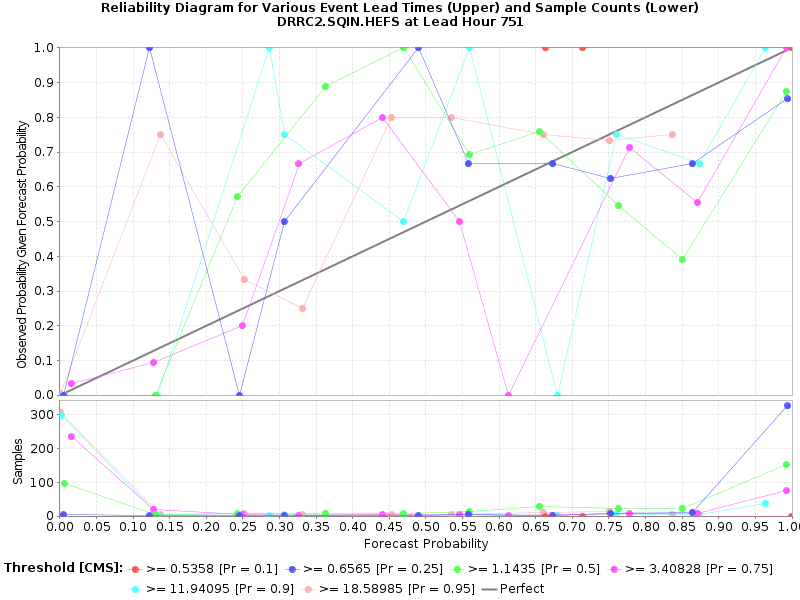 Reliability Diagram for Various Event Lead Times (Upper) and Sample Counts (Lower)
DRRC2.SQIN.HEFS at Lead Hour 751
Observed Probability Given Forecast Probability
1.0
0.9
0.8
0.7
0.6
0.5
0.4
0.3
0.2
0.1
0.0
Samples
300
200
100
0
0.00 0.05 0.10 0.15 0.20 0.25 0.30 0.35 0.40 0.45 0.50 0.55 0.60 0.65 0.70 0.75 0.80 0.85 0.90 0.95 1.0
Forecast Probability
Threshold [CMS]: >= 0.5358 [Pr = 0.1] >= 0.6565 [Pr = 0.25] >= 1.1435 [Pr = 0.5] >= 3.40828 [Pr = 0.75]
>= 11.94095 [Pr = 0.9] >= 18.58985 [Pr = 0.95] Perfect